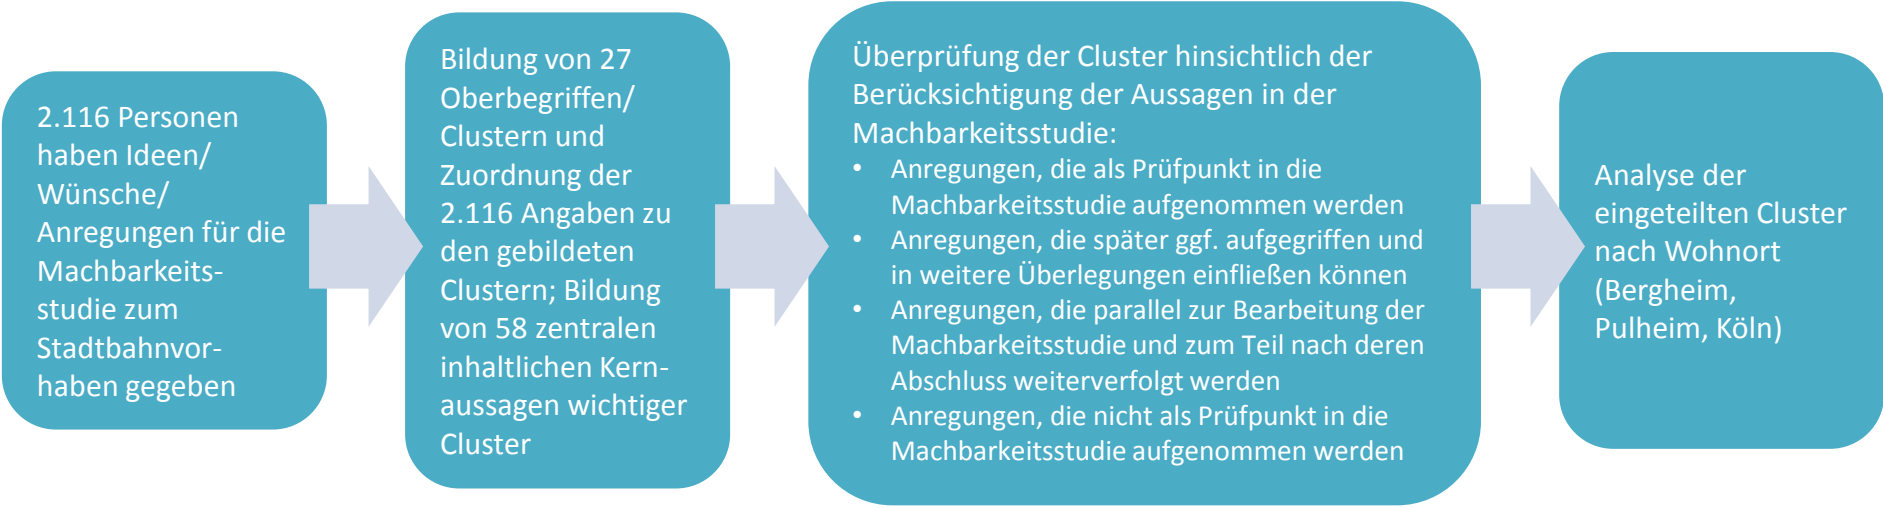 2.116 Personen
haben Ideen/
Wünsche/
Anregungen für die
Machbarkeits-
studie zum
Stadtbahnvor-
haben gegeben
Bildung von 27
Oberbegriffen/
Clustern und
Zuordnung der
2.116 Angaben zu
den gebildeten
Clustern; Bildung
von 58 zentralen
inhaltlichen Kern-
aussagen wichtiger
Cluster
Überprüfung der Cluster hinsichtlich der
Berücksichtigung der Aussagen in der
Machbarkeitsstudie:
• Anregungen, die als Prüfpunkt in die
Machbarkeitsstudie aufgenommen werden
• Anregungen, die später ggf. aufgegriffen und
in weitere Überlegungen einfließen können
• Anregungen, die parallel zur Bearbeitung der
Machbarkeitsstudie und zum Teil nach deren
Abschluss weiterverfolgt werden
• Anregungen, die nicht als Prüfpunkt in die
Machbarkeitsstudie aufgenommen werden
Analyse der
eingeteilten Cluster
nach Wohnort
(Bergheim,
Pulheim, Köln)